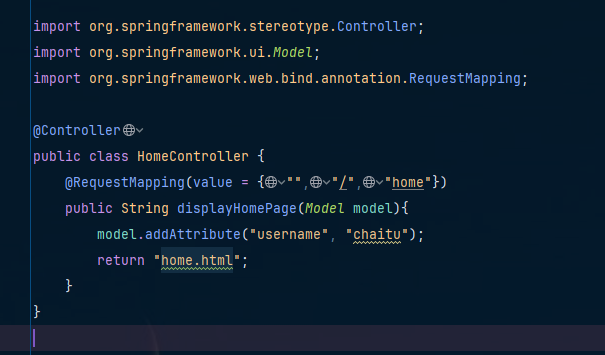 import org.springframework.stereotype.Controller;
import org.springframework.ui.Model;
import org.springframework.web.bind.annotation.RequestMapping;
@Controller
public class HomeController {
@RequestMapping(value = {"","/","home"})
public String displayHomePage(Model model){
model.addAttribute("username", "chaitu");
return "home.html";
}
}